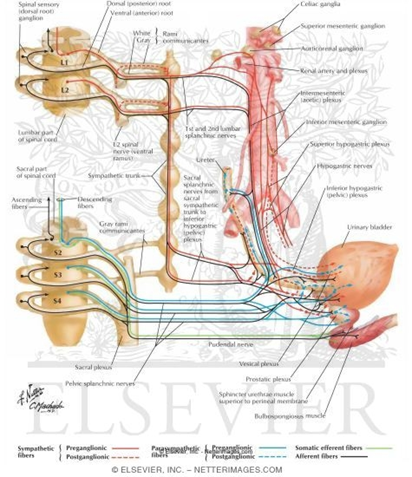 Spinal sensory
(dorsal root)
ganglion
Dorsal (posterior) root
Ventral (anterior) root
White
Gray
Rami
communicantes
Celiac ganglia
Superior mesenteric ganglion
Aorticorenal ganglion
Renal artery and plexus
Intermesenteric
(aortic) plexus
Inferior mesenteric ganglion
Superior hypogastric plexus
Hypogastric nerves
Inferior hypogastric
(pelvic) plexus
Urinary bladder
L1
L2
Lumbar part
of spinal cord
L2 spinal
nerve (ventral
ramus)
1st and 2nd lumbar
splanchnic nerves
Ureter
Sympathetic trunk
Sacral part
of spinal cord
Sacral
splanchnic
nerves from
sacral
sympathetic
trunk to
inferior
hypogastric
(pelvic)
plexus
Ascending
fibers
Descending
fibers
Gray rami
communicantes
S2
S3
S4
Pudendal nerve
Sacral plexus
Pelvic splanchnic nerves
Vesical plexus
Prostatic plexus
Sphincter urethrae muscle
superior to perineal membrane
Bulbospongiosus muscle
ELSEVIER
Sympathetic
fibers
Preganglionic
Postganglionic
Parasympathetic
fibers
Preganglionic
Postganglionic
Somatic efferent fibers
Afferent fibers
© ELSEVIER, INC. – NETTERIMAGES.COM